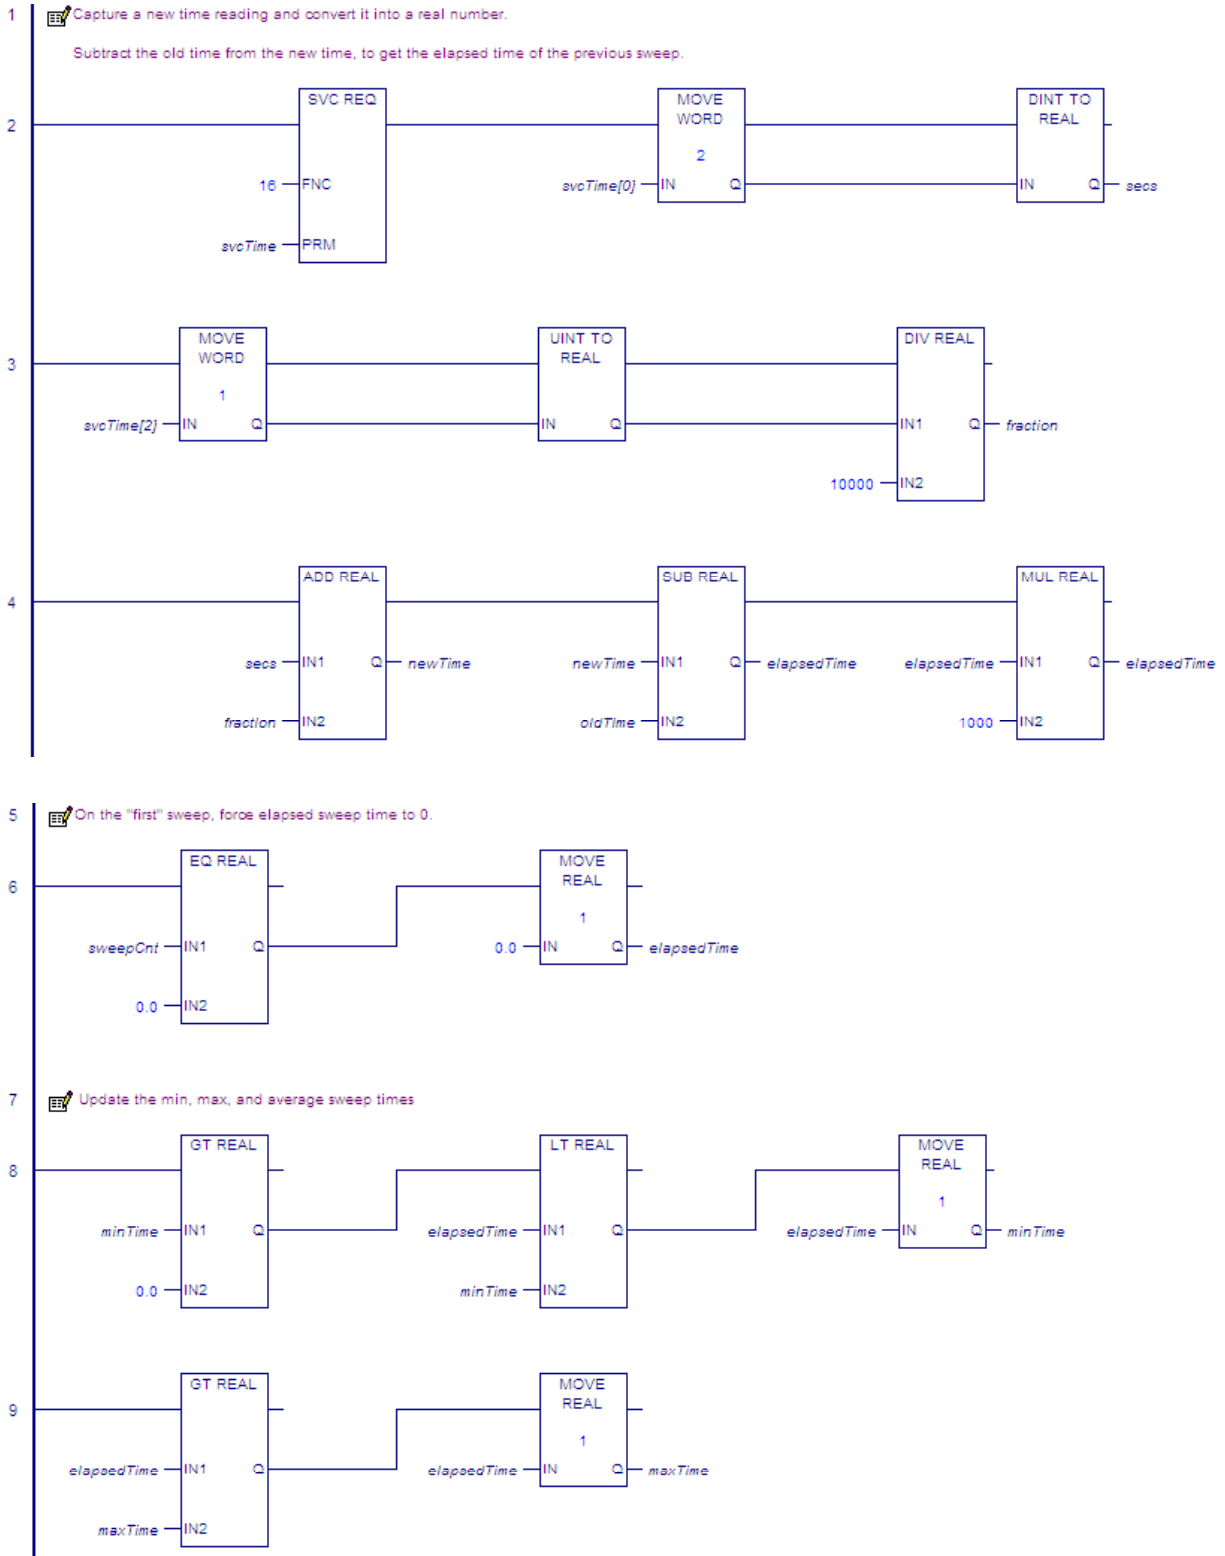 1 Capture a new time reading and convert it into a real number.
Subtract the old time from the new time, to get the elapsed time of the previous sweep.
SVC REQ MOVE DINT TO
2 WORD REAL
2
16 FNC svcTime[0] IN Q IN Q secs
svcTime PRM
MOVE UINT TO DIV REAL
3 WORD REAL
1
svcTime[2] IN Q IN Q IN1 Q fraction
10000 IN2
ADD REAL SUB REAL MUL REAL
4
secs IN1 Q newTime newTime IN1 Q elapsedTime elapsedTime IN1 Q elapsedTime
fraction IN2 oldTime IN2 1000 IN2
5 On the "first" sweep, force elapsed sweep time to 0.
EQ REAL MOVE
6 REAL
1
sweepCnt IN1 Q 0.0 IN Q elapsedTime
0.0 IN2
7 Update the min, max, and average sweep times
GT REAL LT REAL MOVE
8 REAL
1
minTime IN1 Q elapsedTime IN1 Q elapsedTime IN Q minTime
0.0 IN2 minTime IN2
GT REAL MOVE
9 REAL
1
elapsedTime IN1 Q elapsedTime IN Q maxTime
maxTime IN2